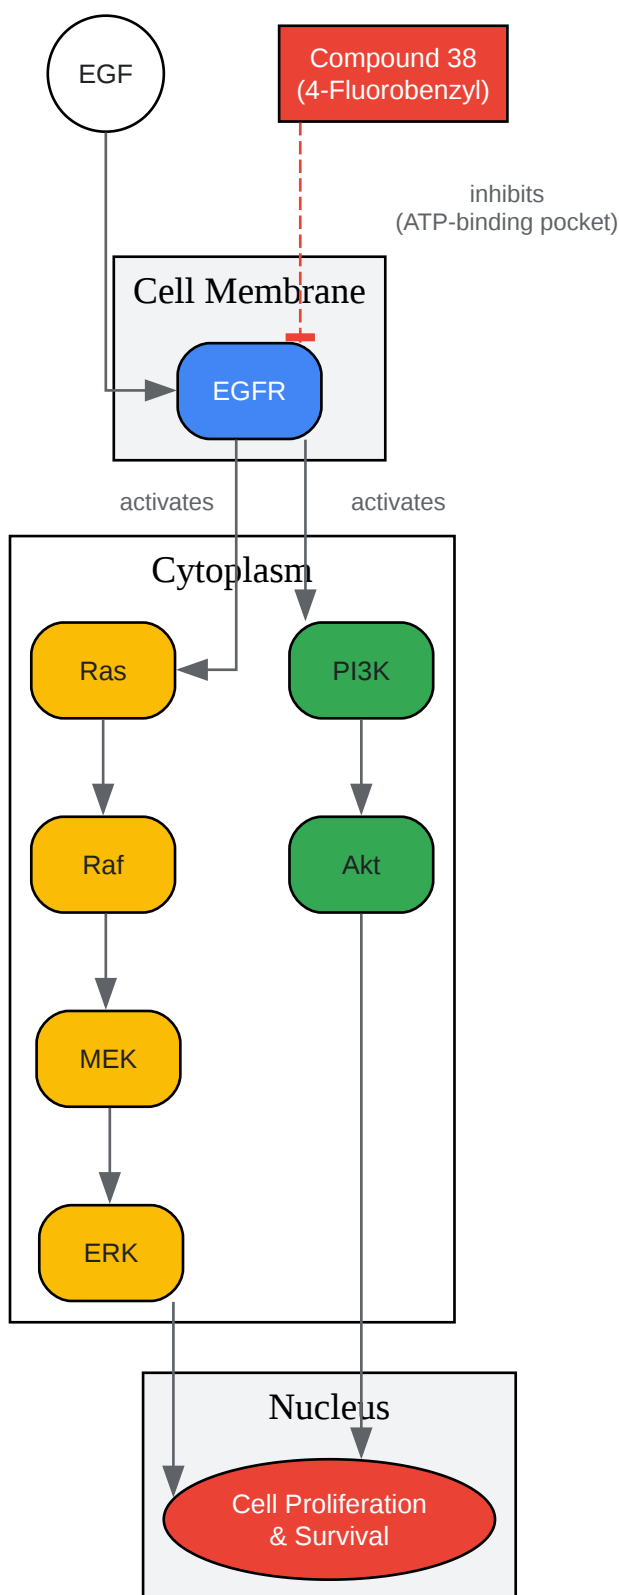 EGF
Compound 38
(4-Fluorobenzyl)
inhibits
(ATP-binding pocket)
Cell Membrane
EGFR
activates
activates
Cytoplasm
Ras
PI3K
Raf
Akt
MEK
ERK
Nucleus
Cell Proliferation
& Survival